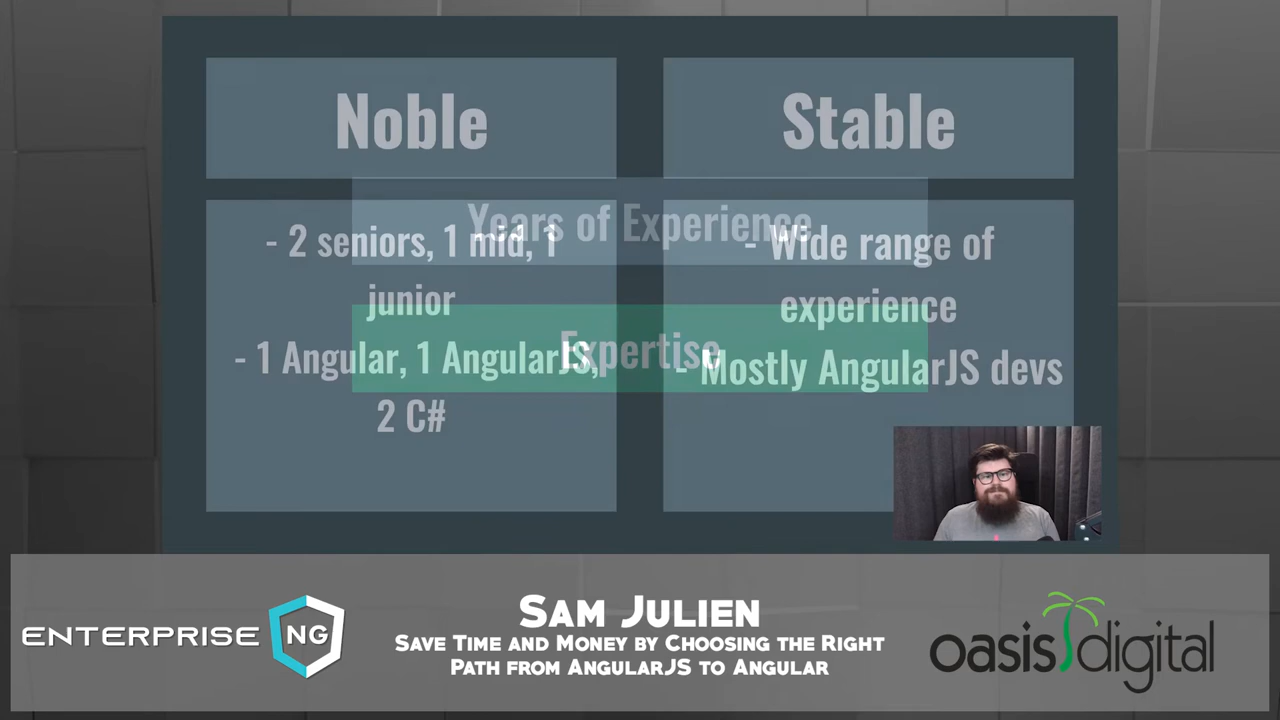 Noble
Stable
Years of Experience
- 2 seniors, 1 mid, 1
junior
- Wide range of
experience
Expertise
- 1 Angular, 1 AngularJS,
2 C#
- Mostly AngularJS devs
ENTERPRISE NG
SAM JULIEN
SAVE TIME AND MONEY BY CHOOSING THE RIGHT
PATH FROM ANGULARJS TO ANGULAR
oasis digital